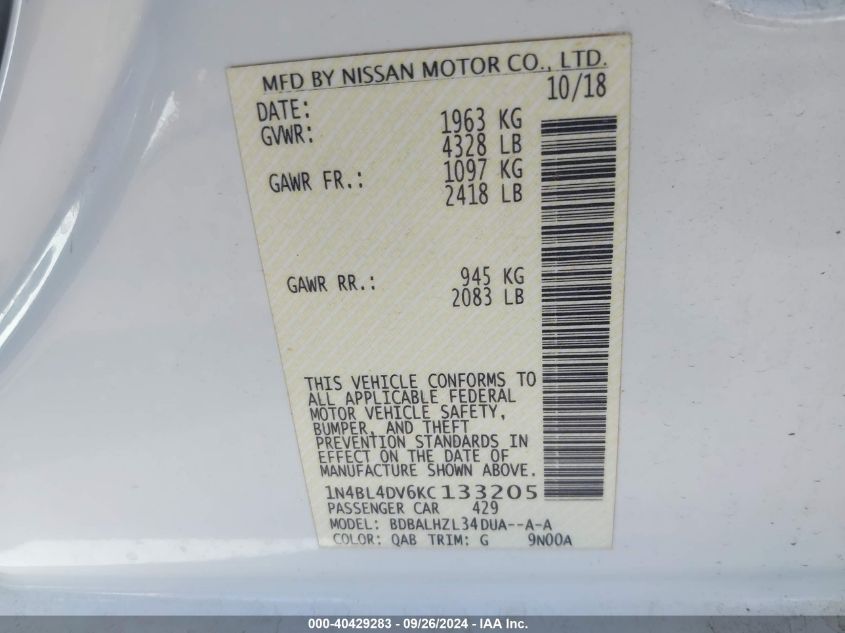 MFD BY NISSAN MOTOR CO., LTD.
DATE: 10/18
GVWR: 1963 KG
4328 LB
GAWR FR.: 1097 KG
2418 LB
GAWR RR.: 945 KG
2083 LB
THIS VEHICLE CONFORMS TO
ALL APPLICABLE FEDERAL
MOTOR VEHICLE SAFETY,
BUMPER, AND THEFT
PREVENTION STANDARDS IN
EFFECT ON THE DATE OF
MANUFACTURE SHOWN ABOVE.
1N4BL4DV6KC133205
PASSENGER CAR 429
MODEL: BDBALHZL34DUA--A-A
COLOR: QAB TRIM: G 9N00A
000-40429283 - 09/26/2024 - IAA Inc.